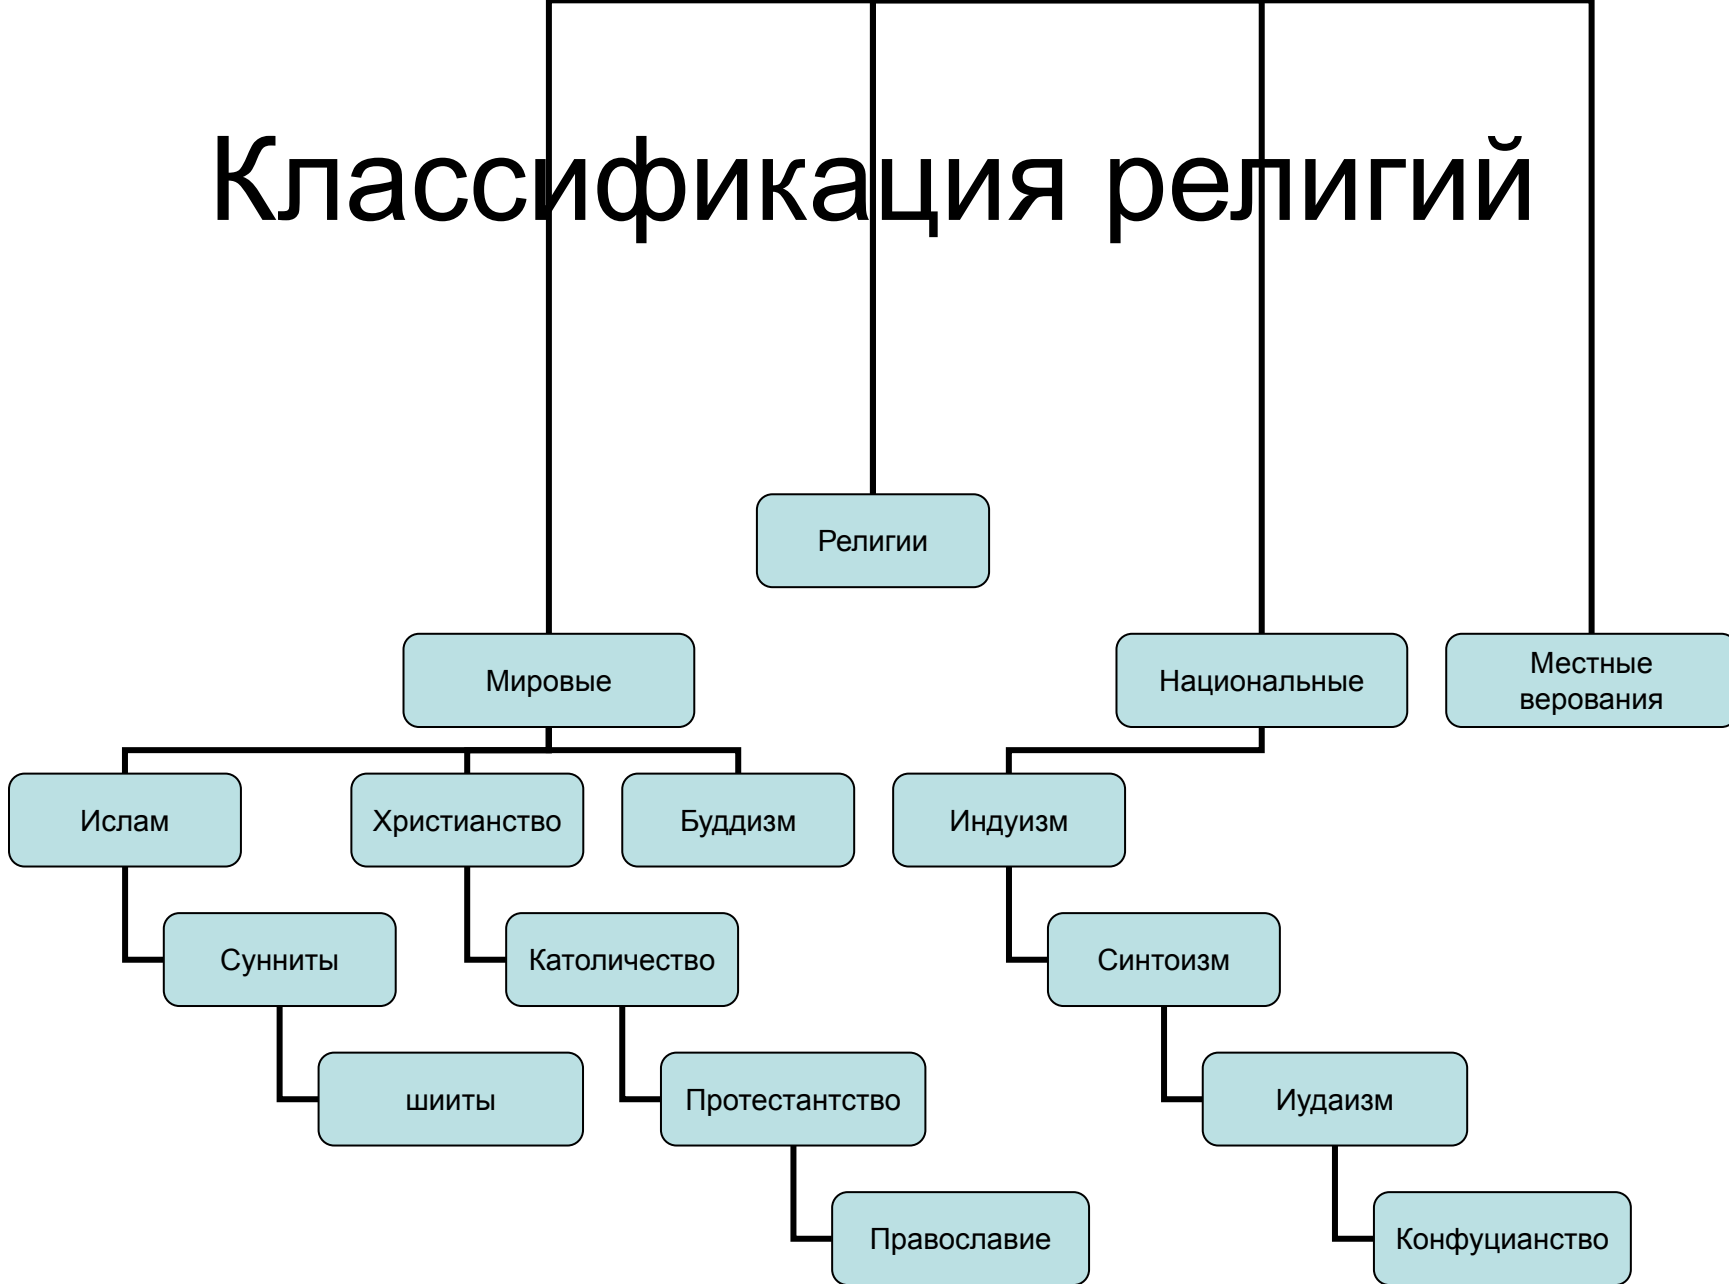 Классификация религий
Религии
Мировые
Национальные
Местные
верования
Ислам
Христианство
Буддизм
Индуизм
Сунниты
Католичество
Синтоизм
шииты
Протестантство
Иудаизм
Православие
Конфуцианство